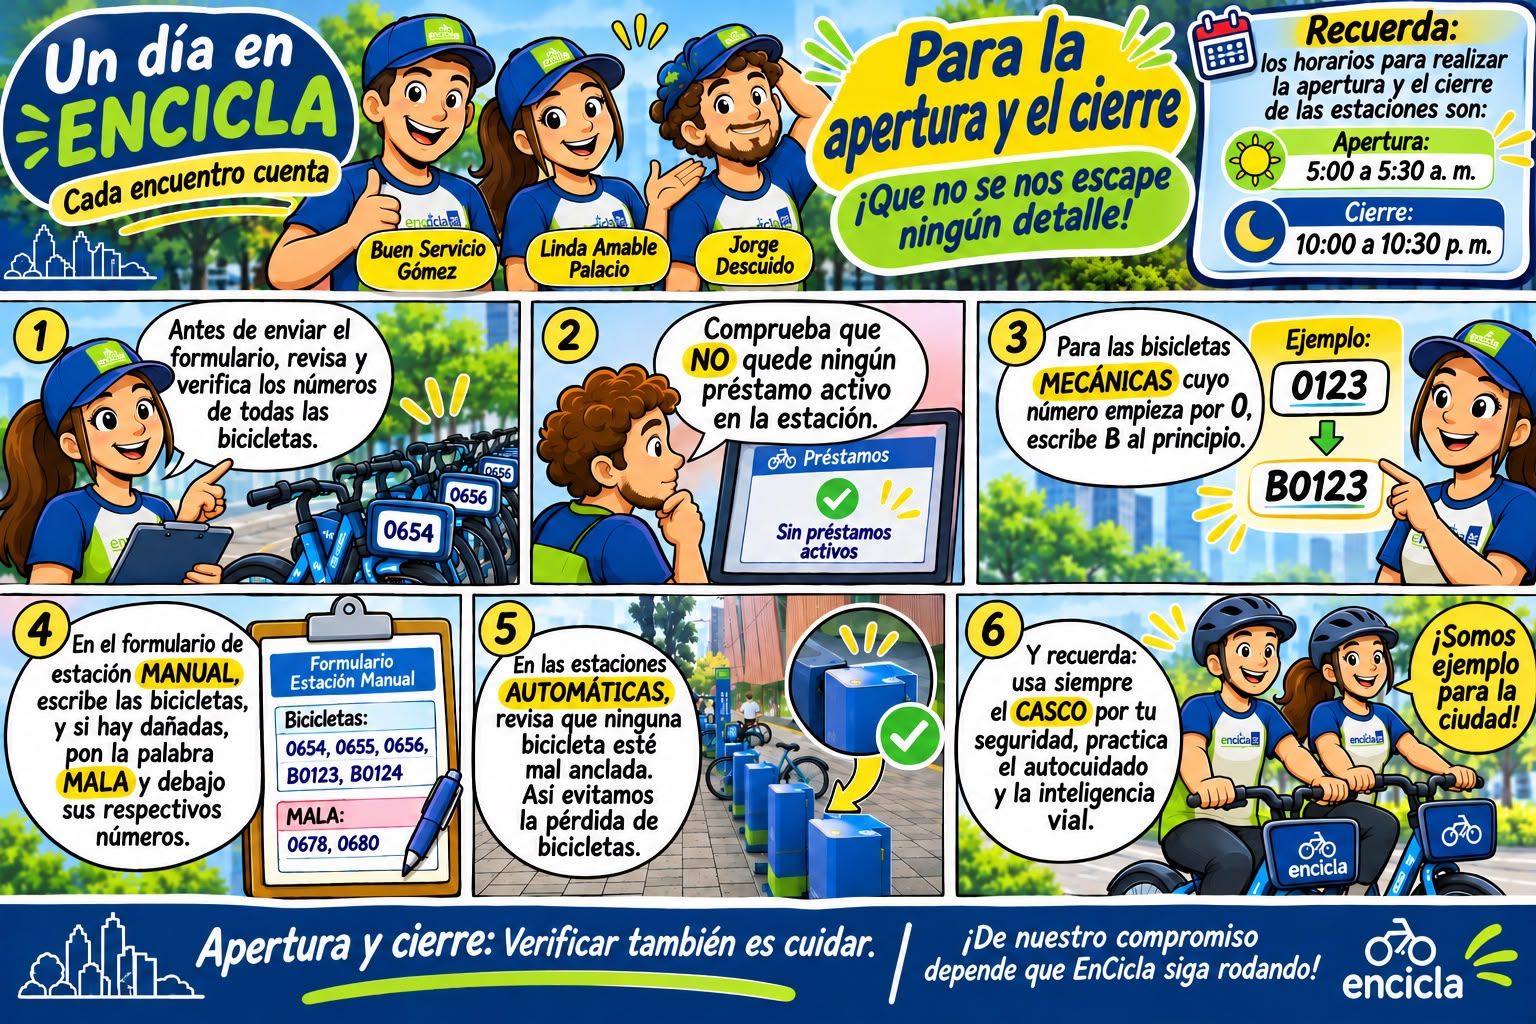 Un día en
ENCICLA
Cada encuentro cuenta
encicla
Buen Servicio
Gómez
Linda Amable
Palacio
Jorge
Descuido
Para la
apertura y el cierre
¡Que no se nos escape
ningún detalle!
Recuerda:
los horarios para realizar
la apertura y el cierre
de las estaciones son:
Apertura:
5:00 a 5:30 a. m.
Cierre:
10:00 a 10:30 p. m.
1
Antes de enviar el
formulario, revisa y
verifica los números
de todas las
bicicletas.
0656
0656
0654
2
Comprueba que
NO quede ningún
préstamo activo
en la estación.
Préstamos
Sin préstamos
activos
3
Para las bisicletas
MECÁNICAS cuyo
número empieza por 0,
escribe B al principio.
Ejemplo:
0123
B0123
4
En el formulario de
estación MANUAL,
escribe las bicicletas,
y si hay dañadas,
pon la palabra
MALA y debajo
sus respectivos
números.
Formulario
Estación Manual
Bicicletas:
0654, 0655, 0656,
B0123, B0124
MALA:
0678, 0680
5
En las estaciones
AUTOMÁTICAS,
revisa que ninguna
bicicleta esté
mal anclada.
Así evitamos
la pérdida de
bicicletas.
6
Y recuerda:
usa siempre
el CASCO por tu
seguridad, practica
el autocuidado
y la inteligencia
vial.
¡Somos
ejemplo
para la
ciudad!
encicla
encicla
encicla
Apertura y cierre: Verificar también es cuidar.
¡De nuestro compromiso
depende que EnCicla siga rodando!
encicla